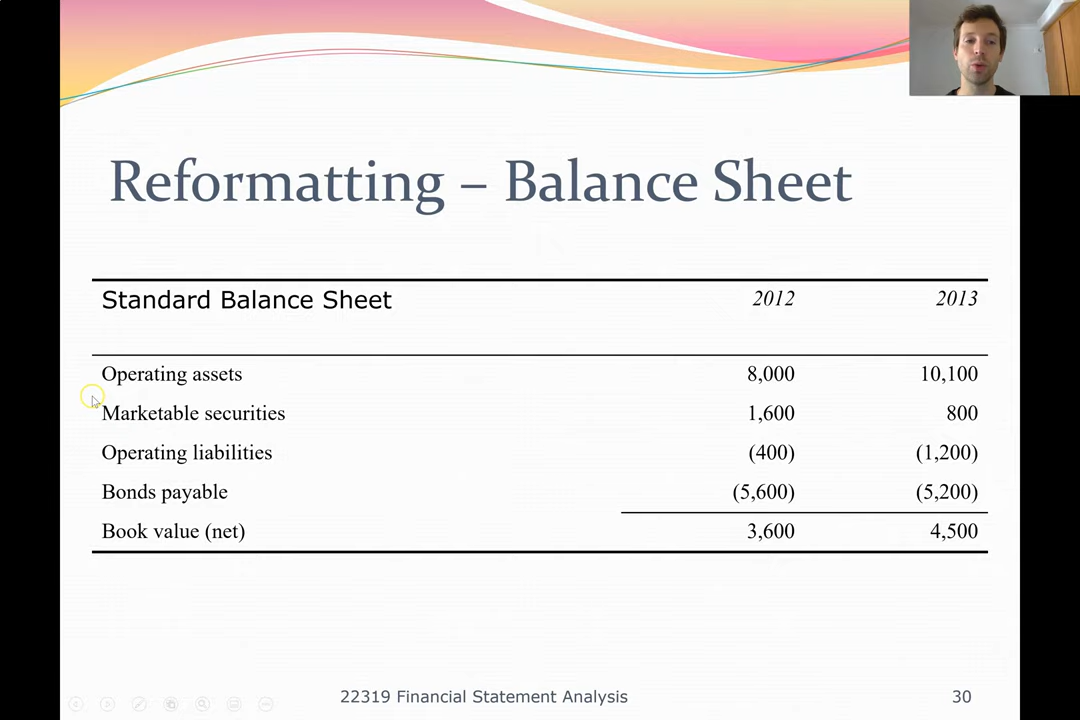 Reformatting – Balance Sheet
Standard Balance Sheet 2012 2013
Operating assets 8,000 10,100
Marketable securities 1,600 800
Operating liabilities (400) (1,200)
Bonds payable (5,600) (5,200)
Book value (net) 3,600 4,500
22319 Financial Statement Analysis 30